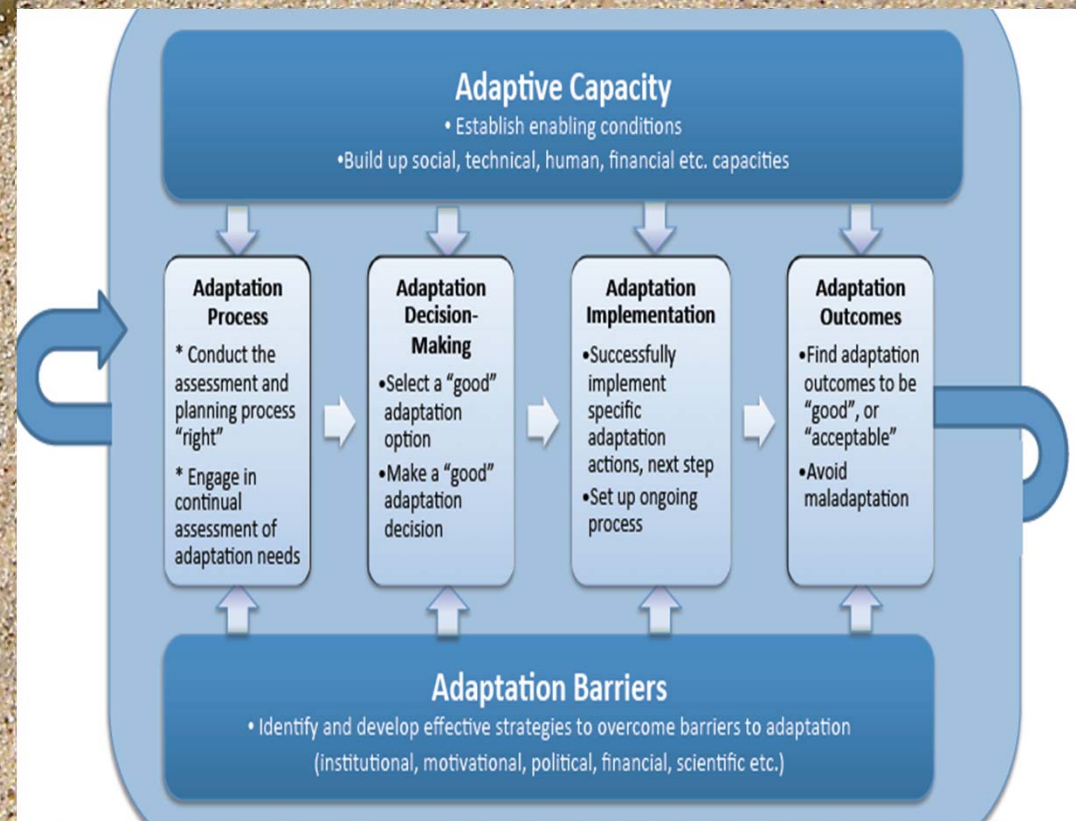 Adaptive Capacity
• Establish enabling conditions
•Build up social, technical, human, financial etc. capacities
Adaptation
Process
* Conduct the
assessment and
planning process
“right”
* Engage in
continual
assessment of
adaptation needs
Adaptation
Decision-
Making
•Select a “good”
adaptation
option
•Make a “good”
adaptation
decision
Adaptation
Implementation
•Successfully
implement
specific
adaptation
actions, next step
•Set up ongoing
process
Adaptation
Outcomes
•Find adaptation
outcomes to be
“good”, or
“acceptable”
•Avoid
maladaptation
Adaptation Barriers
• Identify and develop effective strategies to overcome barriers to adaptation
(institutional, motivational, political, financial, scientific etc.)